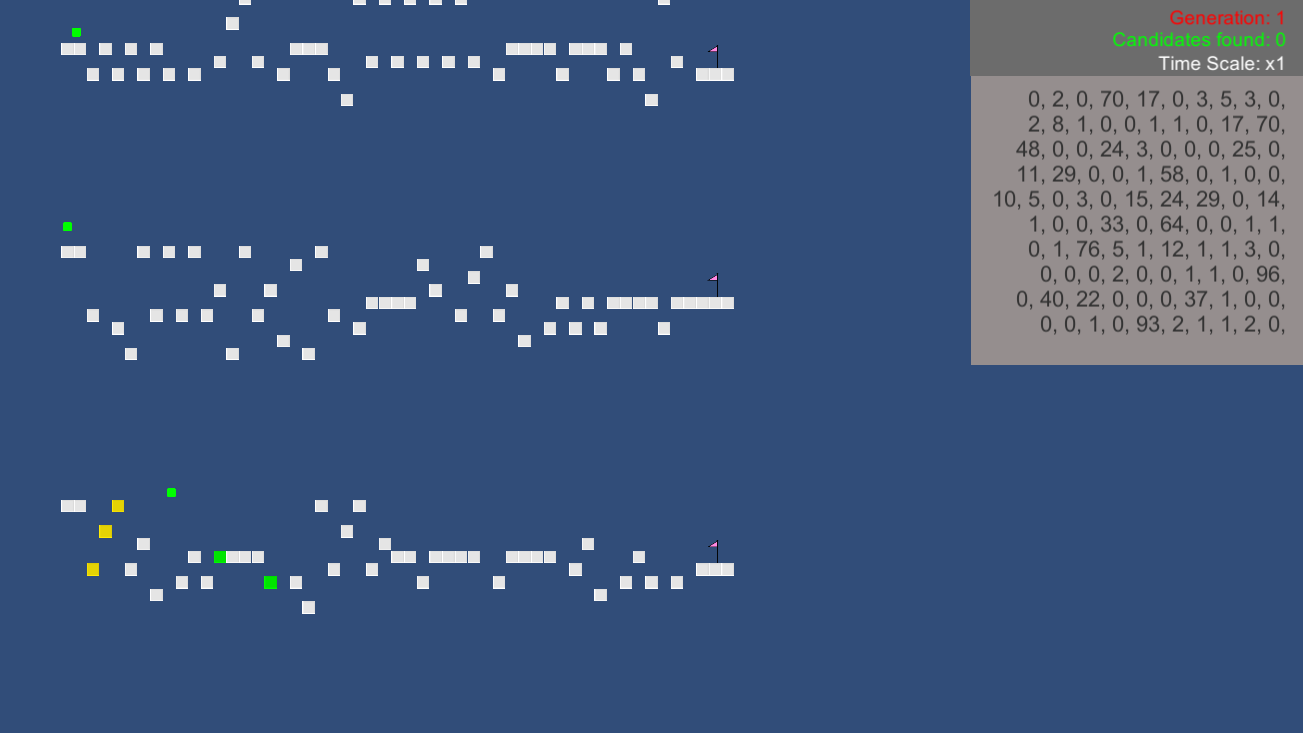 Generation: 1
Candidates found: 0
Time Scale: x1
0, 2, 0, 70, 17, 0, 3, 5, 3, 0,
2, 8, 1, 0, 0, 1, 1, 0, 17, 70,
48, 0, 0, 24, 3, 0, 0, 0, 25, 0,
11, 29, 0, 0, 1, 58, 0, 1, 0, 0,
10, 5, 0, 3, 0, 15, 24, 29, 0, 14,
1, 0, 0, 33, 0, 64, 0, 0, 1, 1,
0, 1, 76, 5, 1, 12, 1, 1, 3, 0,
0, 0, 0, 2, 0, 0, 1, 1, 0, 96,
0, 40, 22, 0, 0, 0, 37, 1, 0, 0,
0, 0, 1, 0, 93, 2, 1, 1, 2, 0,